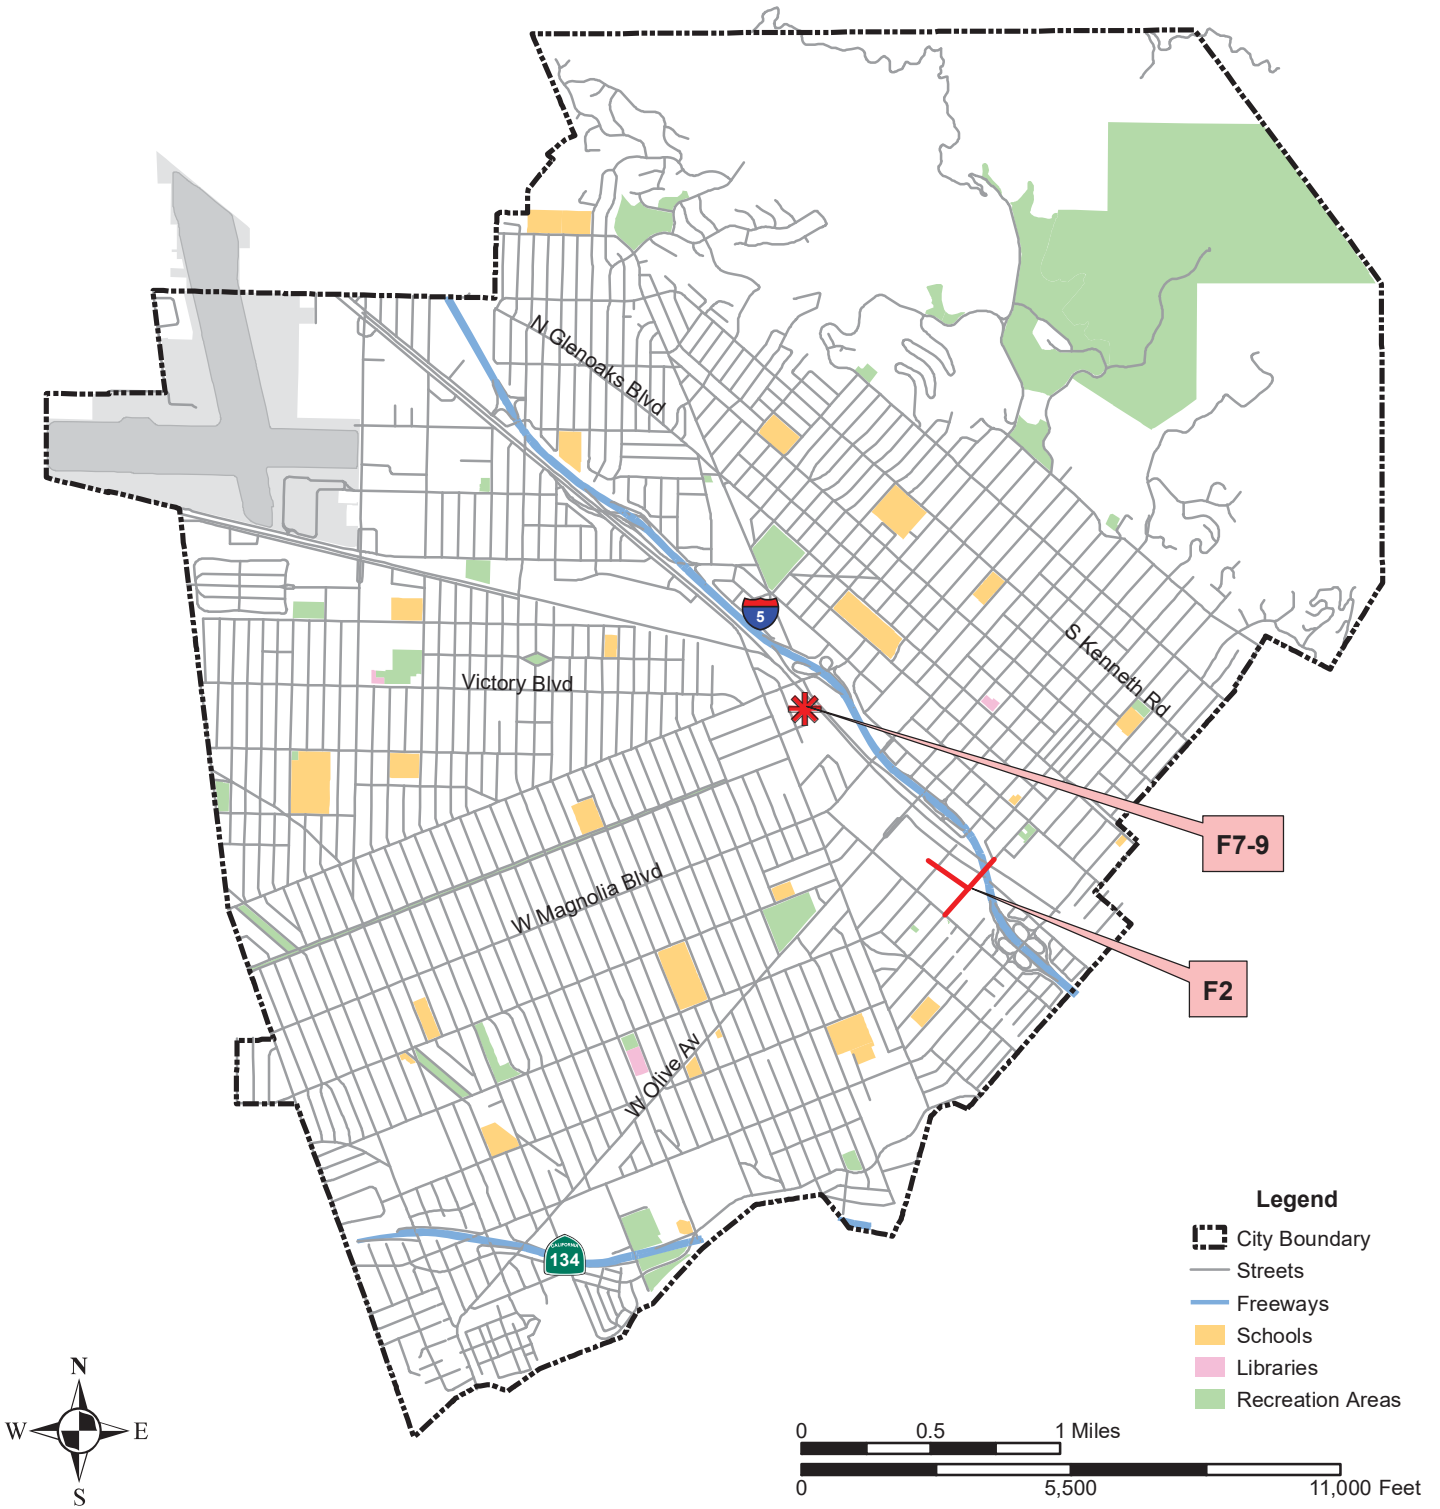 N Glenoaks Blvd
5
S Kenneth Rd
Victory Blvd
F7-9
W Magnolia Blvd
F2
W Olive Av
CALIFORNIA
134
Legend
City Boundary
Streets
Freeways
Schools
Libraries
Recreation Areas
N
W E
S
0 0.5 1 Miles
0 5,500 11,000 Feet